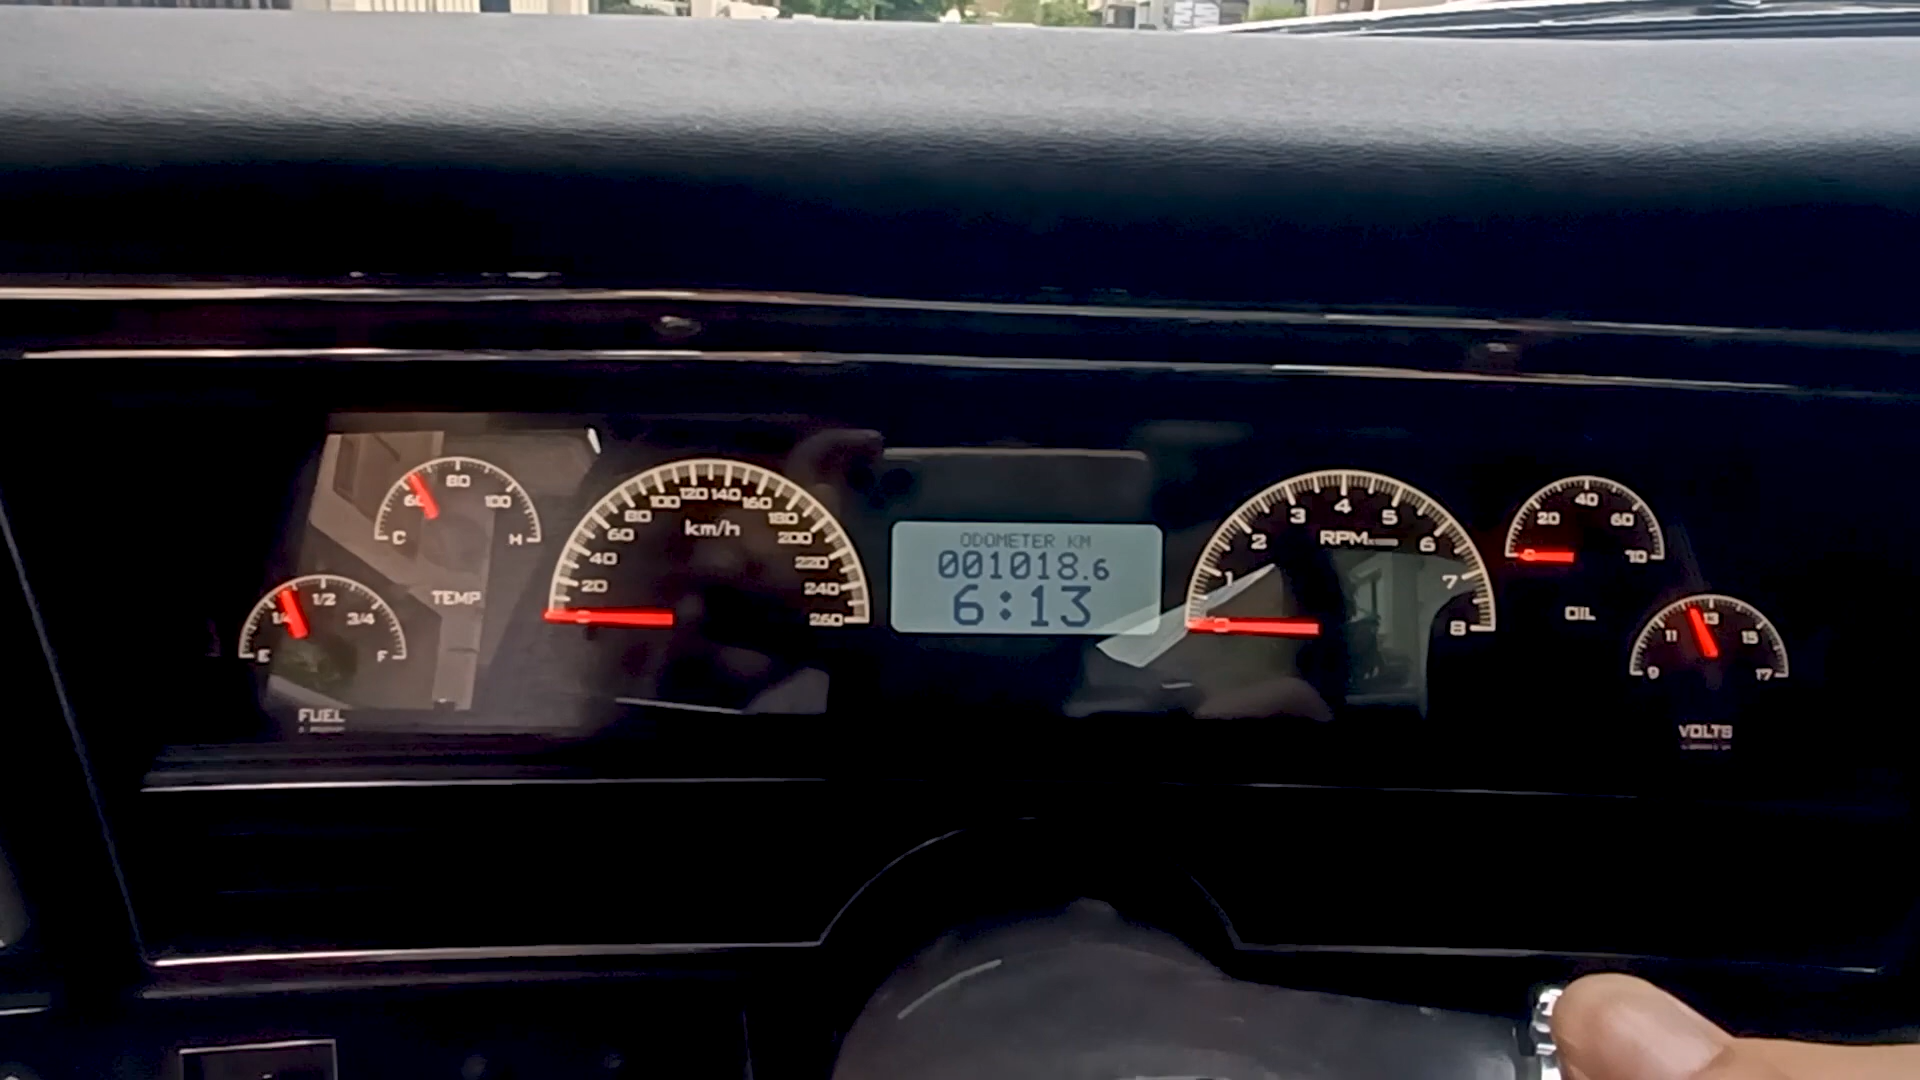 C 60 80 100 H
TEMP
E 1/4 1/2 3/4 F
FUEL
20 40 60 80 100 120 140 160 180 200 220 240 260
km/h
ODOMETER KM
001018.6
6:13
1 2 3 4 5 6 7 8
RPM
0 20 40 60
OIL
9 11 13 15 17
VOLTS